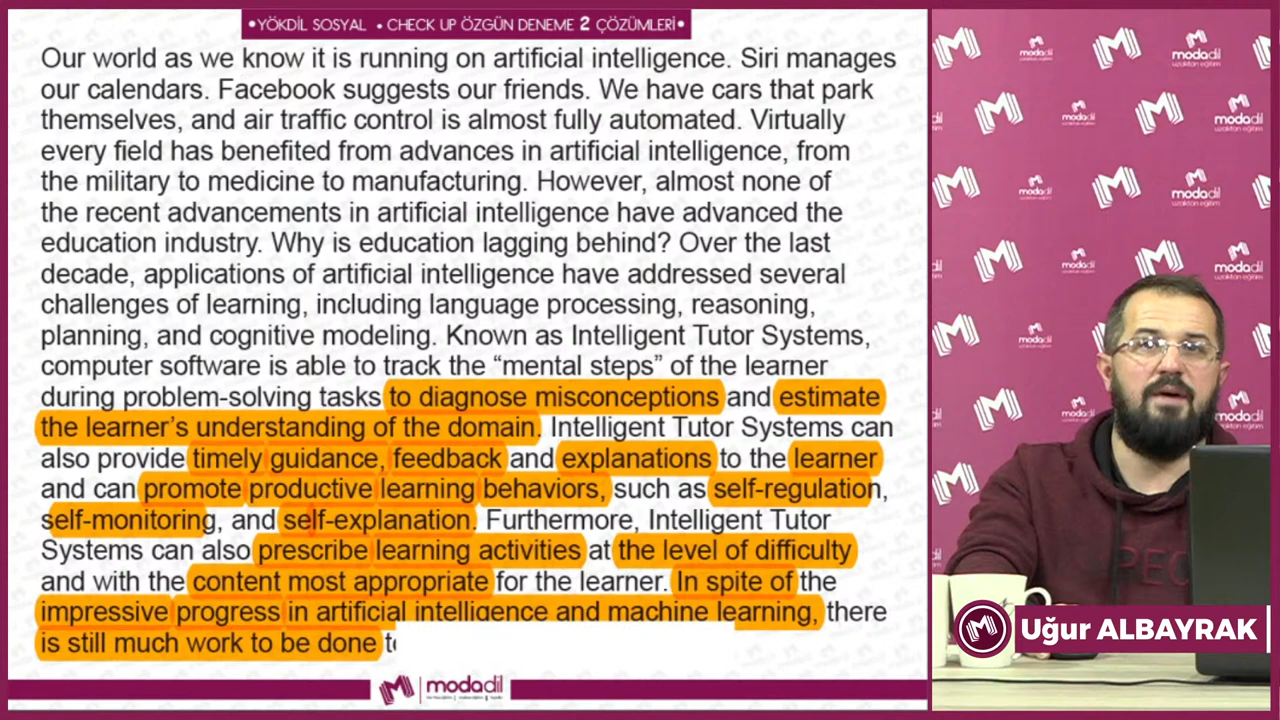 •YÖKDİL SOSYAL • CHECK UP ÖZGÜN DENEME 2 ÇÖZÜMLERİ•
Our world as we know it is running on artificial intelligence. Siri manages
our calendars. Facebook suggests our friends. We have cars that park
themselves, and air traffic control is almost fully automated. Virtually
every field has benefited from advances in artificial intelligence, from
the military to medicine to manufacturing. However, almost none of
the recent advancements in artificial intelligence have advanced the
education industry. Why is education lagging behind? Over the last
decade, applications of artificial intelligence have addressed several
challenges of learning, including language processing, reasoning,
planning, and cognitive modeling. Known as Intelligent Tutor Systems,
computer software is able to track the “mental steps” of the learner
during problem-solving tasks to diagnose misconceptions and estimate
the learner’s understanding of the domain. Intelligent Tutor Systems can
also provide timely guidance, feedback and explanations to the learner
and can promote productive learning behaviors, such as self-regulation,
self-monitoring, and self-explanation. Furthermore, Intelligent Tutor
Systems can also prescribe learning activities at the level of difficulty
and with the content most appropriate for the learner. In spite of the
impressive progress in artificial intelligence and machine learning, there
is still much work to be done
modadil
modadil
uzaktan eğitim
Uğur ALBAYRAK